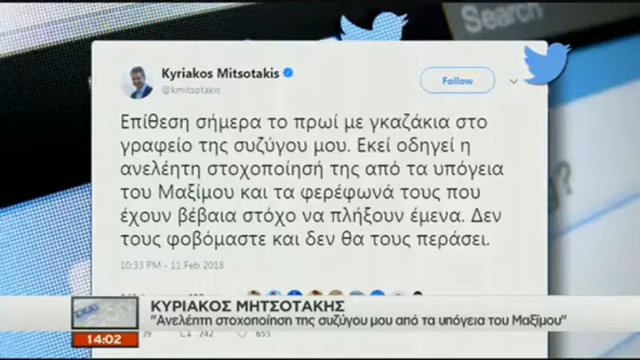 Search
Kyriakos Mitsotakis
@kmitsotakis
Follow
Επίθεση σήμερα το πρωί με γκαζάκια στο
γραφείο της συζύγου μου. Εκεί οδηγεί η
ανελέητη στοχοποίησή της από τα υπόγεια
του Μαξίμου και τα φερέφωνά τους που
έχουν βέβαια στόχο να πλήξουν έμενα. Δεν
τους φοβόμαστε και δεν θα τους περάσει.
10:33 PM - 11 Feb 2018
ΚΥΡΙΑΚΟΣ ΜΗΤΣΟΤΑΚΗΣ
"Ανελέητη στοχοποίηση της συζύγου μου από τα υπόγεια του Μαξίμου"
14:02
39 242 655